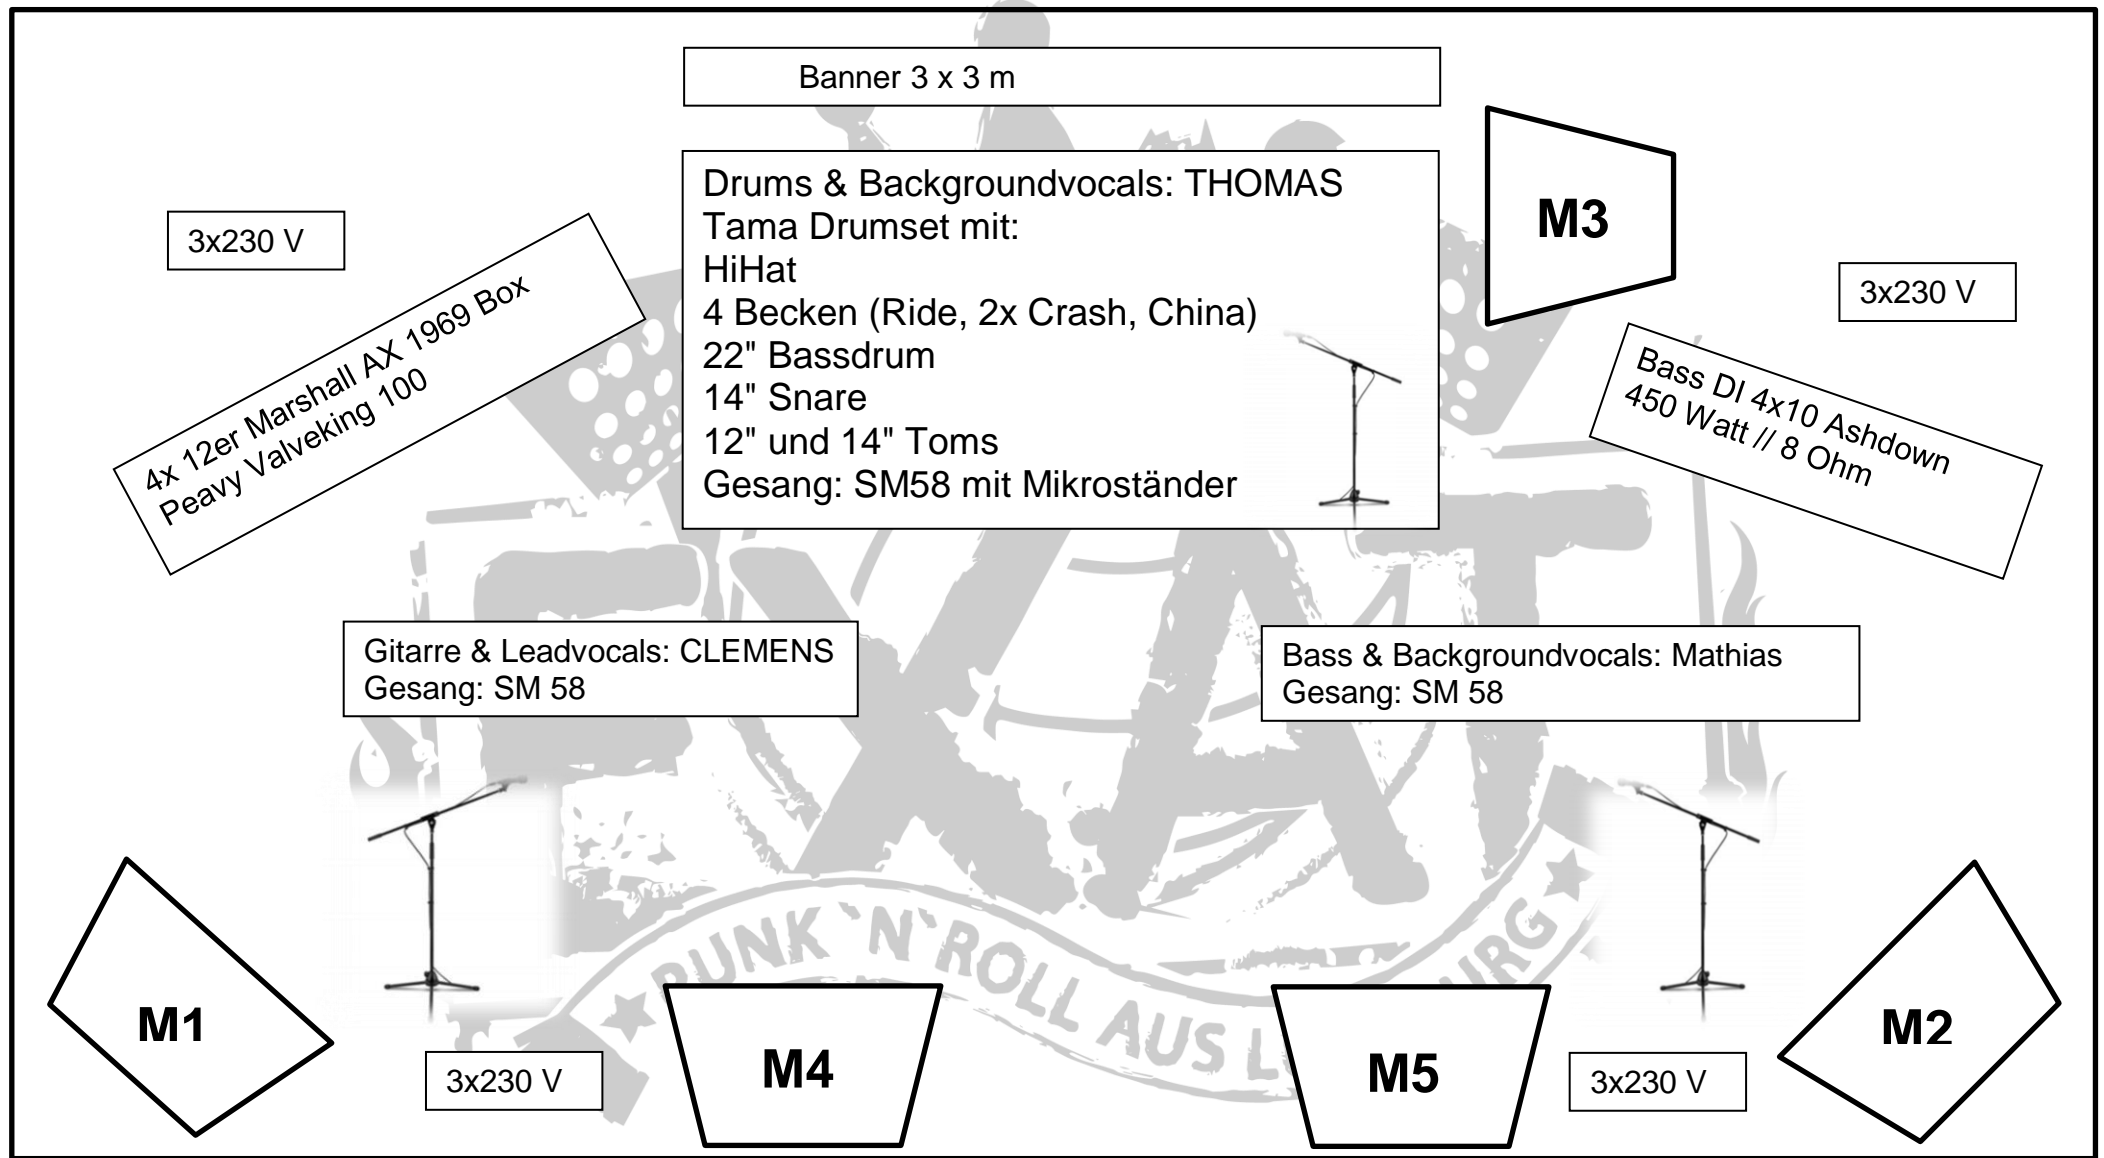 Banner 3 x 3 m
Drums & Backgroundvocals: THOMAS
Tama Drumset mit:
HiHat
4 Becken (Ride, 2x Crash, China)
22" Bassdrum
14" Snare
12" und 14" Toms
Gesang: SM58 mit Mikroständer
M3
3x230 V
3x230 V
4x 12er Marshall AX 1969 Box
Peavy Valveking 100
Bass DI 4x10 Ashdown
450 Watt // 8 Ohm
Gitarre & Leadvocals: CLEMENS
Gesang: SM 58
Bass & Backgroundvocals: Mathias
Gesang: SM 58
EXAT
PUNK `N` ROLL AUS
M1
3x230 V
M4
M5
3x230 V
M2